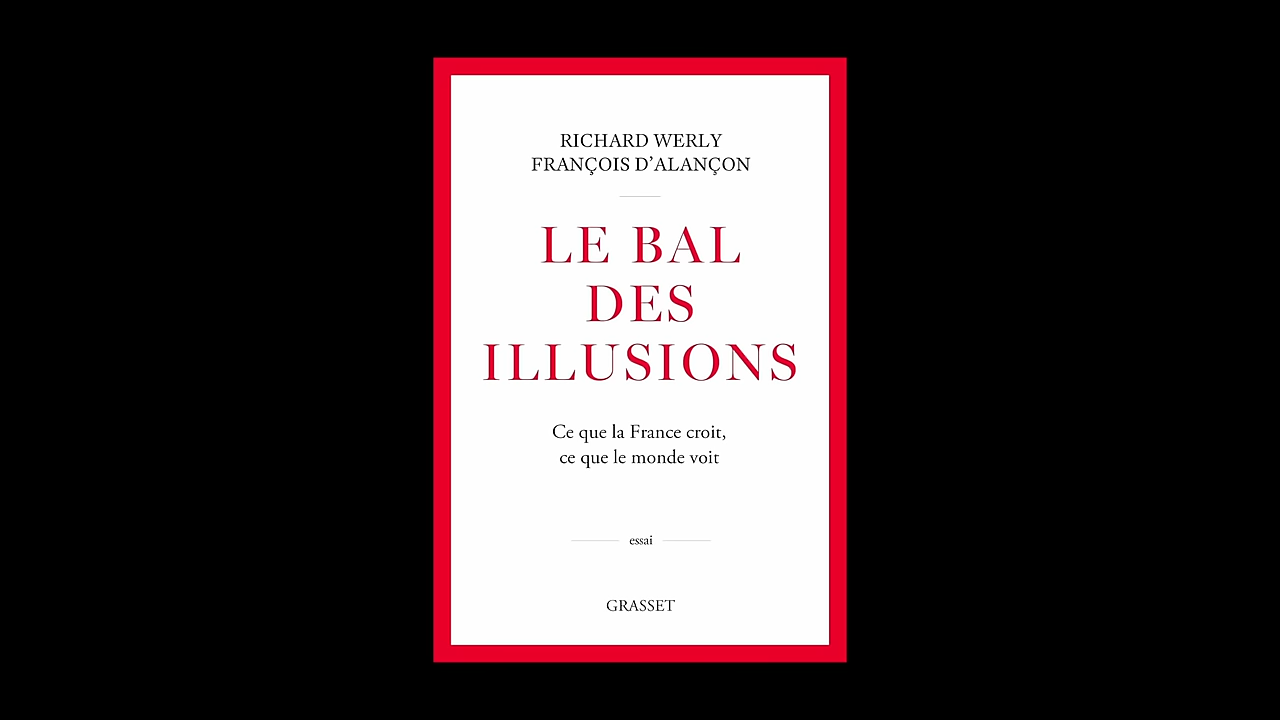 RICHARD WERLY
FRANÇOIS D’ALANÇON
LE BAL
DES
ILLUSIONS
Ce que la France croit,
ce que le monde voit
essai
GRASSET